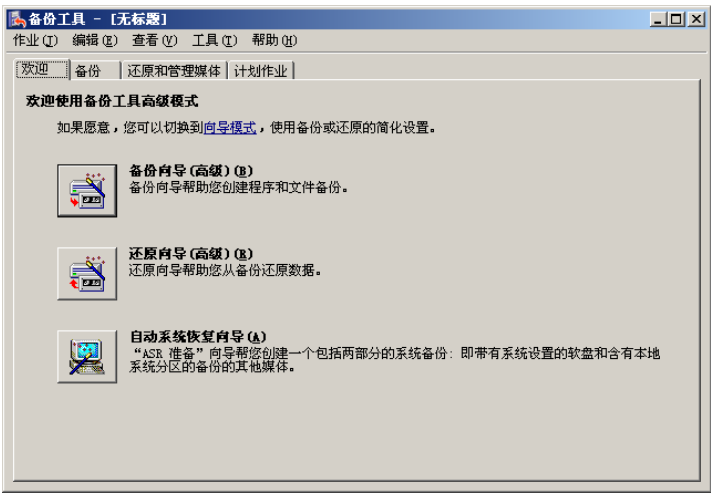 备份工具 - [无标题]
作业(J) 编辑(E) 查看(V) 工具(T) 帮助(H)
欢迎 备份 还原和管理媒体 计划作业
欢迎使用备份工具高级模式
如果愿意，您可以切换到向导模式，使用备份或还原的简化设置。
备份向导(高级)(B)
备份向导帮助您创建程序和文件备份。
还原向导(高级)(R)
还原向导帮助您从备份还原数据。
自动系统恢复向导(A)
“ASR 准备”向导帮您创建一个包括两部分的系统备份: 即带有系统设置的软盘和含有本地
系统分区的备份的其他媒体。